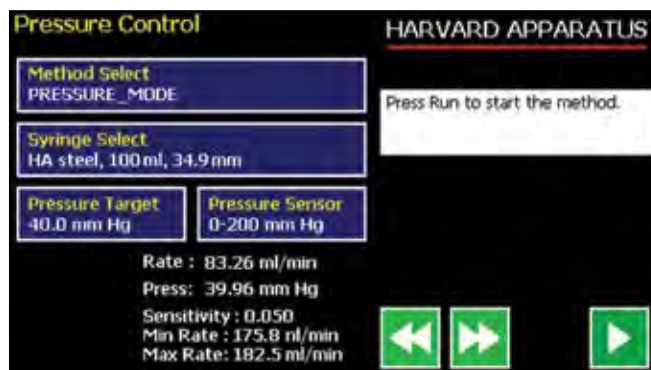 Pressure Control
HARVARD APPARATUS
Method Select
PRESSURE_MODE
Press Run to start the method.
Syringe Select
HA steel, 100 ml, 34.9 mm
Pressure Target
40.0 mm Hg
Pressure Sensor
0-200 mm Hg
Rate : 83.26 ml/min
Press: 39.96 mm Hg
Sensitivity : 0.050
Min Rate : 175.8 nl/min
Max Rate: 182.5 ml/min